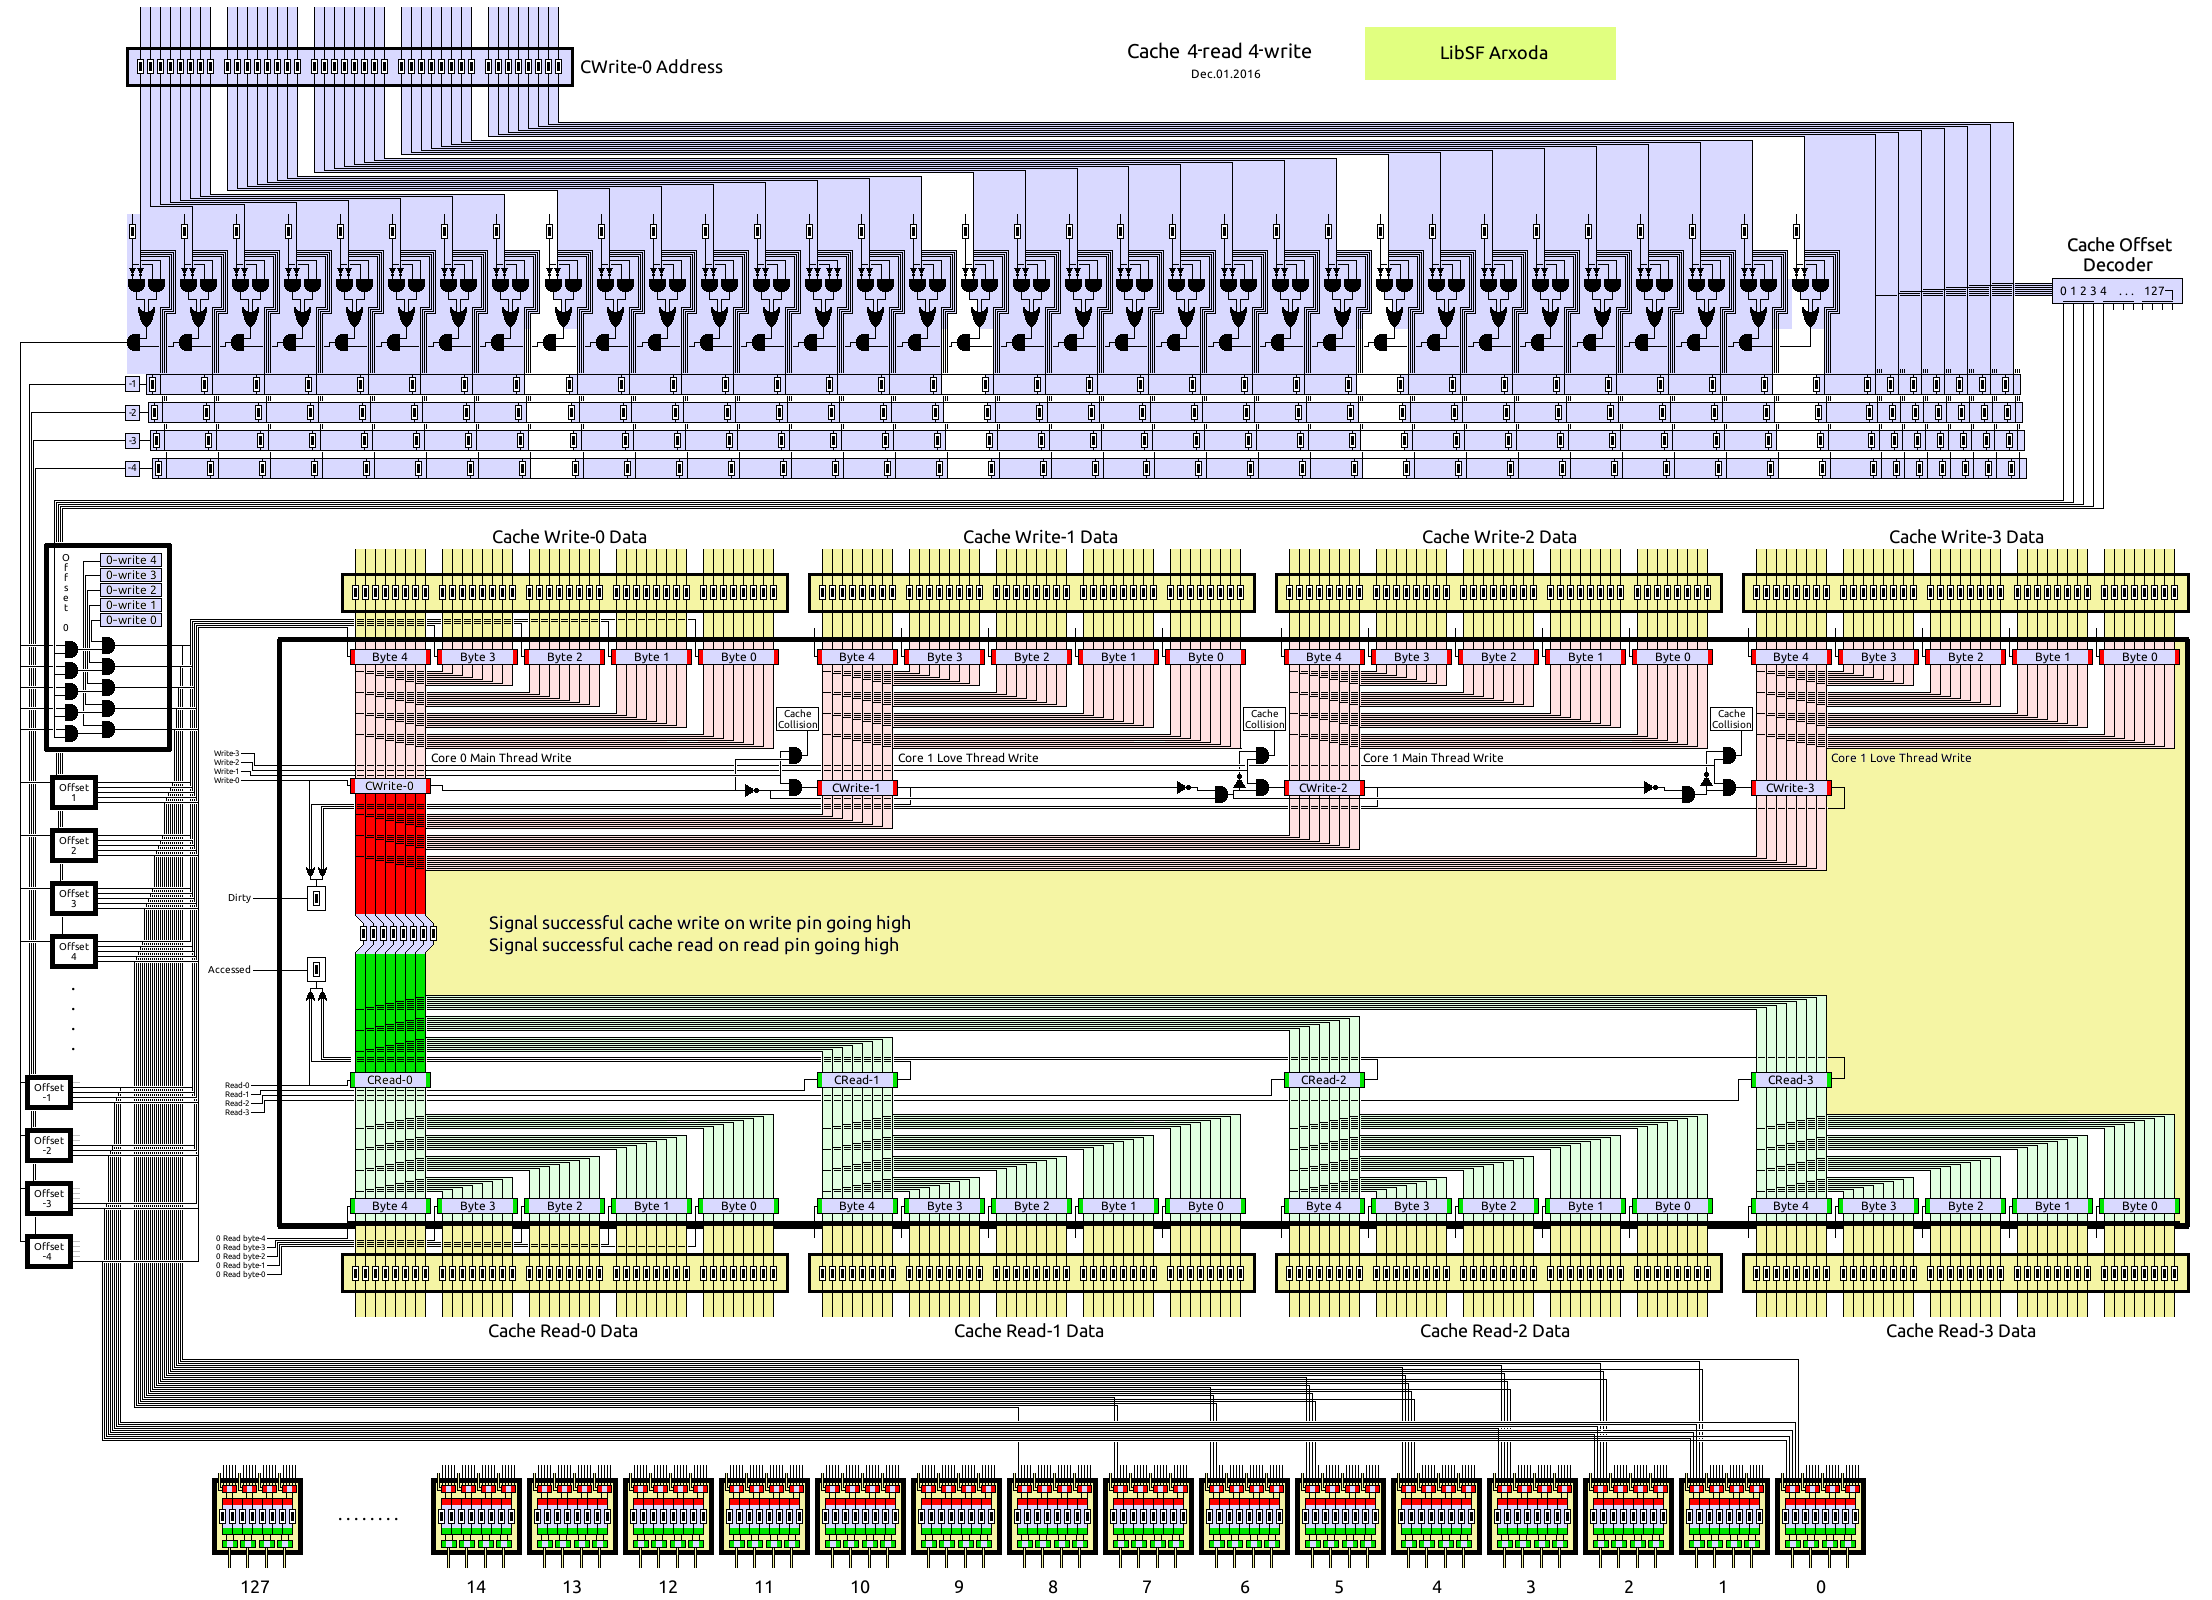 CWrite-0 Address
Cache 4-read 4-write
Dec.01.2016
LibSF Arxoda
Cache Offset
Decoder
0 1 2 3 4 ... 127
-1
-2
-3
-4
Cache Write-0 Data
Cache Write-1 Data
Cache Write-2 Data
Cache Write-3 Data
Offset 0
0-write 4
0-write 3
0-write 2
0-write 1
0-write 0
Byte 4 Byte 3 Byte 2 Byte 1 Byte 0
Byte 4 Byte 3 Byte 2 Byte 1 Byte 0
Byte 4 Byte 3 Byte 2 Byte 1 Byte 0
Byte 4 Byte 3 Byte 2 Byte 1 Byte 0
Cache
Collision
Cache
Collision
Cache
Collision
Write-3
Write-2
Write-1
Write-0
Core 0 Main Thread Write
Core 1 Love Thread Write
Core 1 Main Thread Write
Core 1 Love Thread Write
CWrite-0
CWrite-1
CWrite-2
CWrite-3
Offset
1
Offset
2
Offset
3
Offset
4
Dirty
Signal successful cache write on write pin going high
Signal successful cache read on read pin going high
Accessed
Offset
-1
Offset
-2
Offset
-3
Offset
-4
Read-0
Read-1
Read-2
Read-3
CRead-0
CRead-1
CRead-2
CRead-3
Byte 4 Byte 3 Byte 2 Byte 1 Byte 0
Byte 4 Byte 3 Byte 2 Byte 1 Byte 0
Byte 4 Byte 3 Byte 2 Byte 1 Byte 0
Byte 4 Byte 3 Byte 2 Byte 1 Byte 0
0 Read byte-4
0 Read byte-3
0 Read byte-2
0 Read byte-1
0 Read byte-0
Cache Read-0 Data
Cache Read-1 Data
Cache Read-2 Data
Cache Read-3 Data
127 ........ 14 13 12 11 10 9 8 7 6 5 4 3 2 1 0